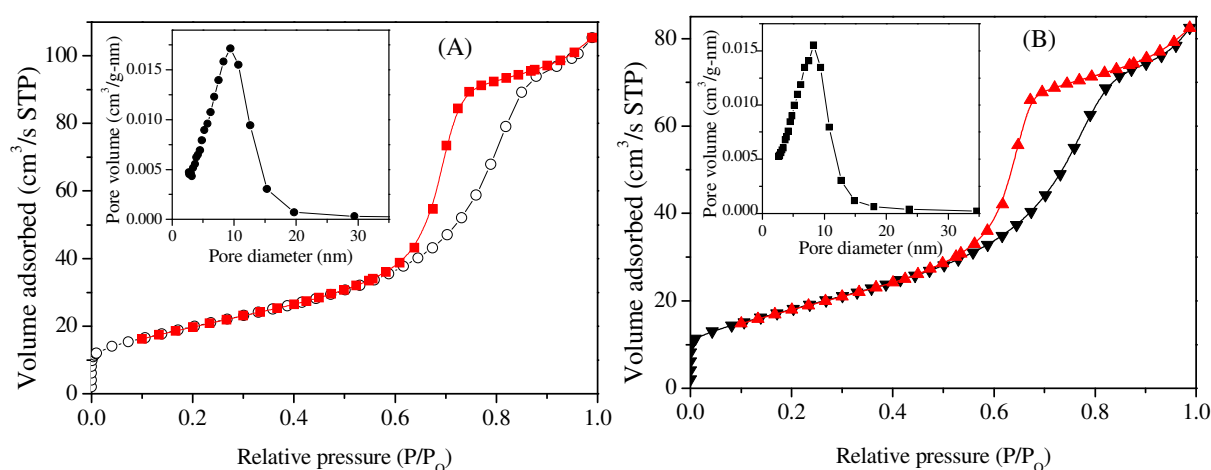 (A)
Volume adsorbed (cm³/s STP)
100
80
60
40
20
0
0.0 0.2 0.4 0.6 0.8 1.0
Relative pressure (P/P_O)
Pore volume (cm³/g-nm)
0.015
0.010
0.005
0.000
0 10 20 30
Pore diameter (nm)
(B)
Volume adsorbed (cm³/s STP)
80
60
40
20
0
0.0 0.2 0.4 0.6 0.8 1.0
Relative pressure (P/P_O)
Pore volume (cm³/g-nm)
0.015
0.010
0.005
0.000
0 10 20 30
Pore diameter (nm)